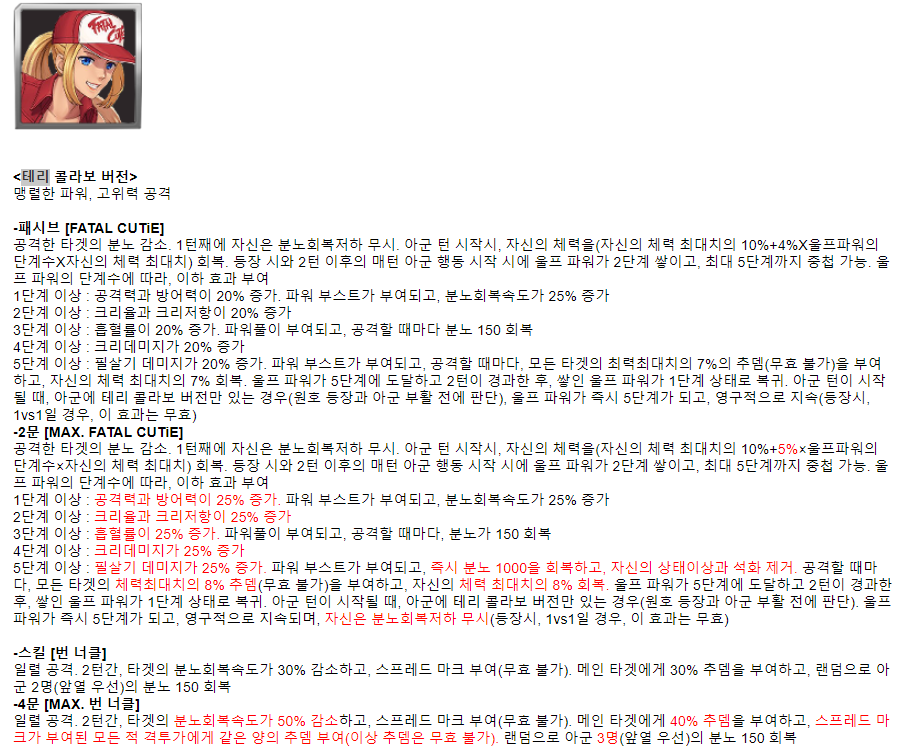 FATAL CUTiE
<테리 콜라보 버전>
맹렬한 파워, 고위력 공격
-패시브 [FATAL CUTiE]
공격한 타겟의 분노 감소. 1턴째에 자신은 분노회복저하 무시. 아군 턴 시작시, 자신의 체력을(자신의 체력 최대치의 10%+4%X울프파워의
단계수X자신의 체력 최대치) 회복. 등장 시와 2턴 이후의 매턴 아군 행동 시작 시에 울프 파워가 2단계 쌓이고, 최대 5단계까지 중첩 가능. 울
프 파워의 단계수에 따라, 이하 효과 부여
1단계 이상 : 공격력과 방어력이 20% 증가. 파워 부스트가 부여되고, 분노회복속도가 25% 증가
2단계 이상 : 크리율과 크리저항이 20% 증가
3단계 이상 : 흡혈률이 20% 증가. 파워풀이 부여되고, 공격할 때마다 분노 150 회복
4단계 이상 : 크리데미지가 20% 증가
5단계 이상 : 필살기 데미지가 20% 증가. 파워 부스트가 부여되고, 공격할 때마다, 모든 타겟의 최력최대치의 7%의 추뎀(무효 불가)을 부여
하고, 자신의 체력 최대치의 7% 회복. 울프 파워가 5단계에 도달하고 2턴이 경과한 후, 쌓인 울프 파워가 1단계 상태로 복귀. 아군 턴이 시작
될 때, 아군에 테리 콜라보 버전만 있는 경우(원호 등장과 아군 부활 전에 판단), 울프 파워가 즉시 5단계가 되고, 영구적으로 지속(등장시,
1vs1일 경우, 이 효과는 무효)
-2문 [MAX. FATAL CUTiE]
공격한 타겟의 분노 감소. 1턴째에 자신은 분노회복저하 무시. 아군 턴 시작시, 자신의 체력을(자신의 체력 최대치의 10%+5%×울프파워의
단계수×자신의 체력 최대치) 회복. 등장 시와 2턴 이후의 매턴 아군 행동 시작 시에 울프 파워가 2단계 쌓이고, 최대 5단계까지 중첩 가능. 울
프 파워의 단계수에 따라, 이하 효과 부여
1단계 이상 : 공격력과 방어력이 25% 증가. 파워 부스트가 부여되고, 분노회복속도가 25% 증가
2단계 이상 : 크리율과 크리저항이 25% 증가
3단계 이상 : 흡혈률이 25% 증가. 파워풀이 부여되고, 공격할 때마다, 분노가 150 회복
4단계 이상 : 크리데미지가 25% 증가
5단계 이상 : 필살기 데미지가 25% 증가. 파워 부스트가 부여되고, 즉시 분노 1000을 회복하고, 자신의 상태이상과 석화 제거. 공격할 때마
다, 모든 타겟의 체력최대치의 8% 추뎀(무효 불가)을 부여하고, 자신의 체력 최대치의 8% 회복. 울프 파워가 5단계에 도달하고 2턴이 경과한
후, 쌓인 울프 파워가 1단계 상태로 복귀. 아군 턴이 시작될 때, 아군에 테리 콜라보 버전만 있는 경우(원호 등장과 아군 부활 전에 판단). 울프
파워가 즉시 5단계가 되고, 영구적으로 지속되며, 자신은 분노회복저하 무시(등장시, 1vs1일 경우, 이 효과는 무효)
-스킬 [번 너클]
일렬 공격. 2턴간, 타겟의 분노회복속도가 30% 감소하고, 스프레드 마크 부여(무효 불가). 메인 타겟에게 30% 추뎀을 부여하고, 랜덤으로 아
군 2명(앞열 우선)의 분노 150 회복
-4문 [MAX. 번 너클]
일렬 공격. 2턴간, 타겟의 분노회복속도가 50% 감소하고, 스프레드 마크 부여(무효 불가). 메인 타겟에게 40% 추뎀을 부여하고, 스프레드 마
크가 부여된 모든 적 격투가에게 같은 양의 추뎀 부여(이상 추뎀은 무효 불가). 랜덤으로 아군 3명(앞열 우선)의 분노 150 회복